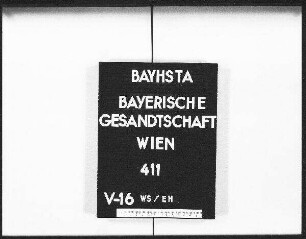 BAYHSTA
BAYERISCHE
GESANDTSCHAFT
WIEN
411
V-16 WS/EH